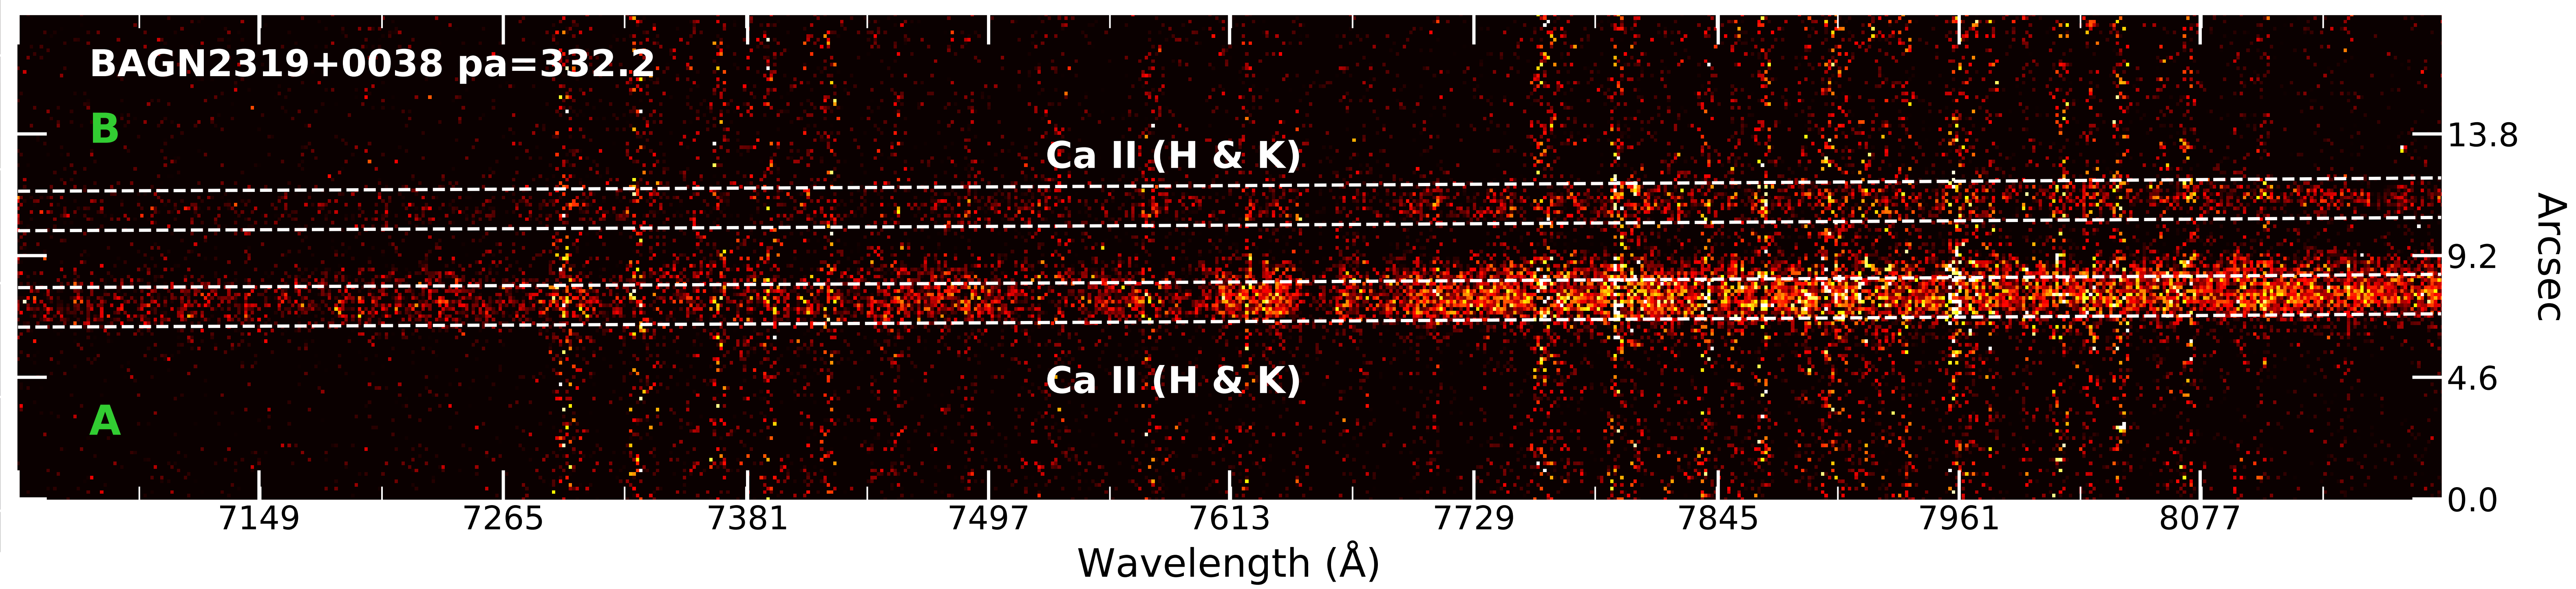 BAGN2319+0038 pa=332.2
B
13.8
Ca II (H & K)
9.2
Arcsec
Ca II (H & K)
4.6
A
0.0
7149 7265 7381 7497 7613 7729 7845 7961 8077
Wavelength (Å)